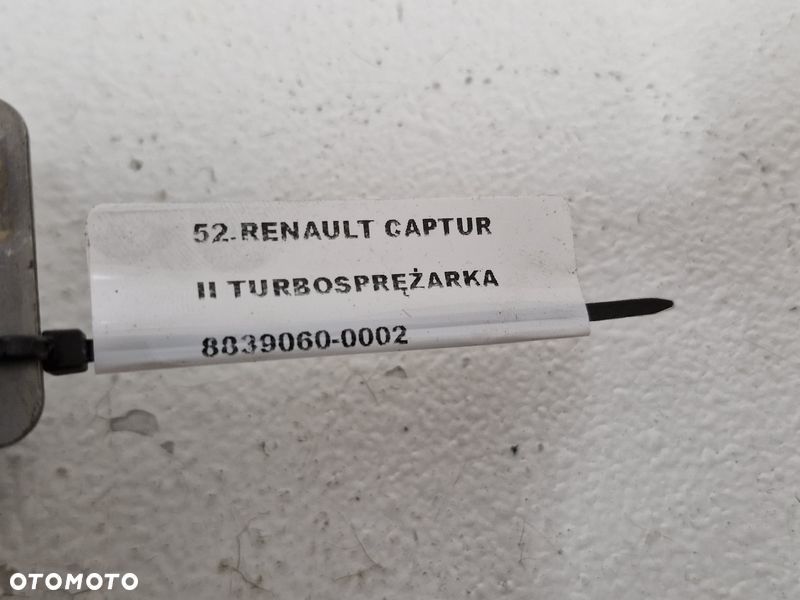 52.RENAULT CAPTUR
II TURBOSPRĘŻARKA
8839060-0002
OTOMOTO